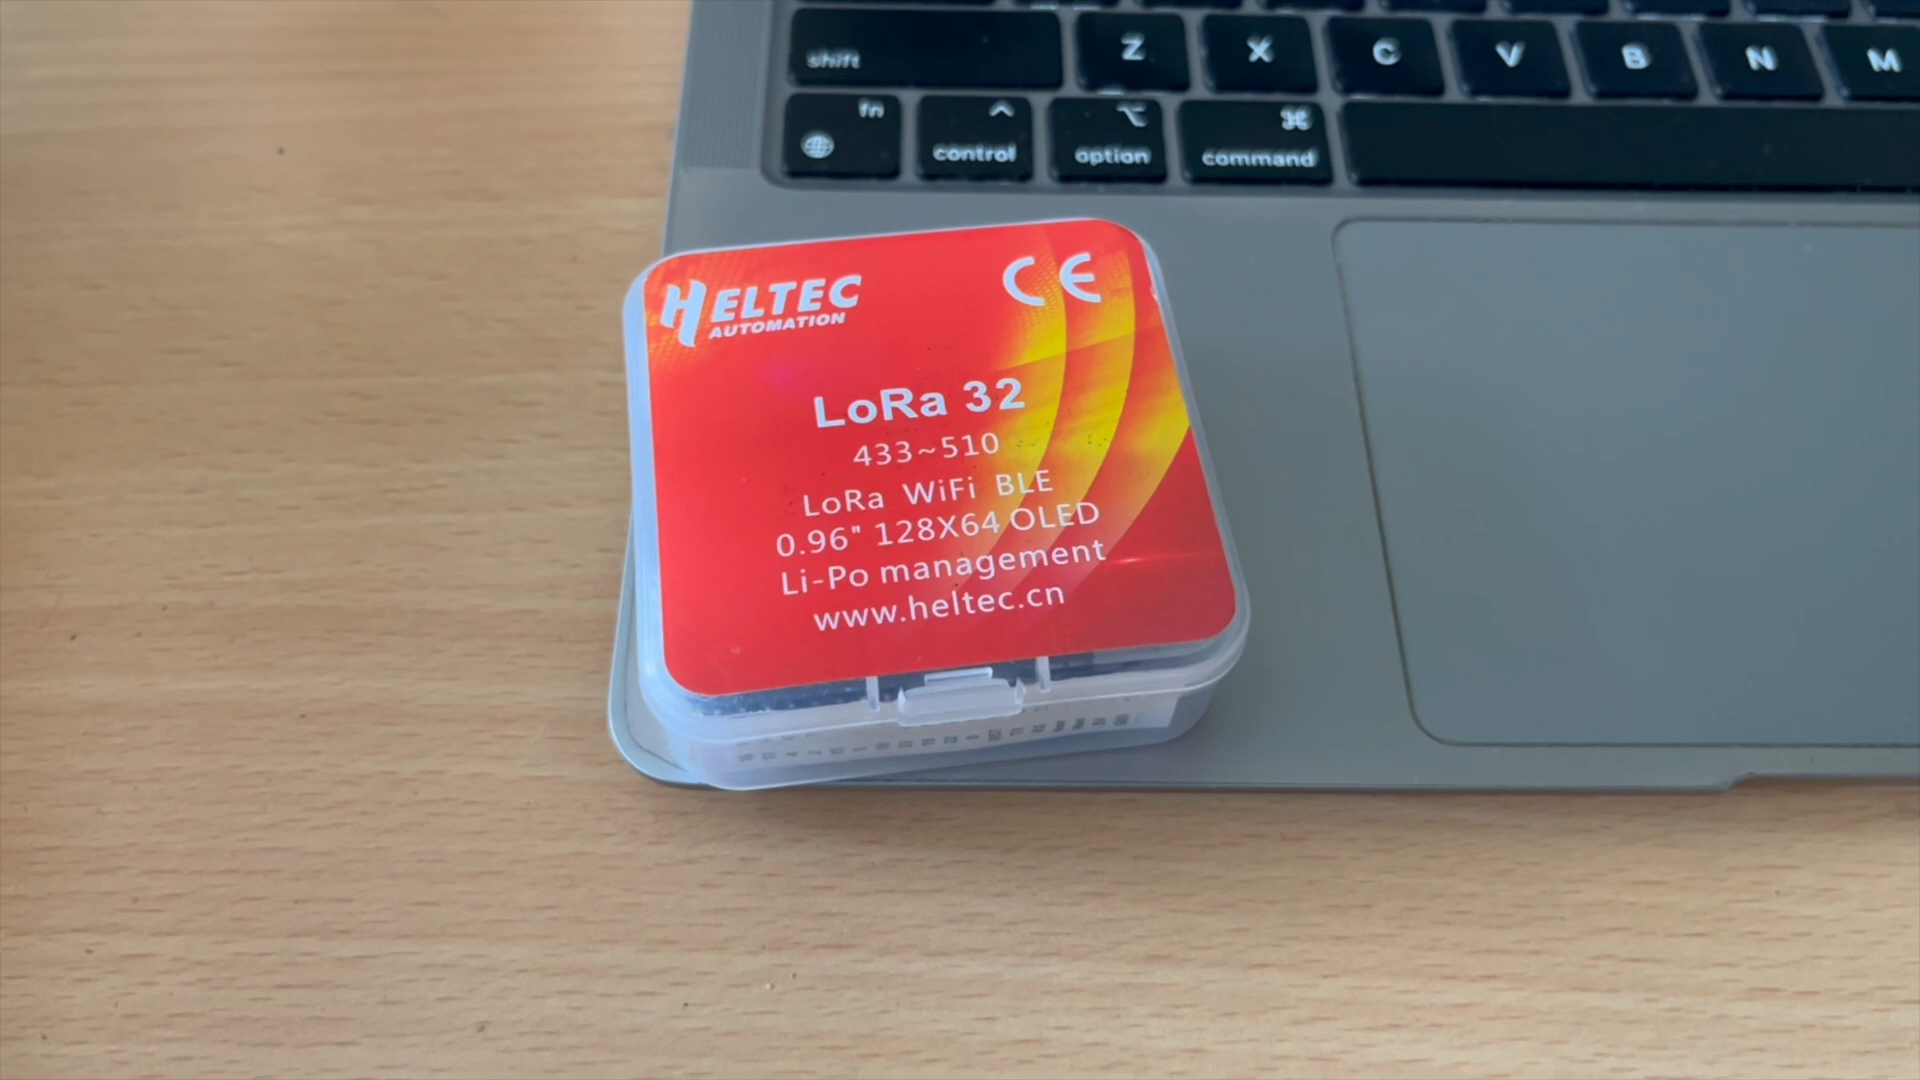 shift Z X C V B N M
fn
control option command
HELTEC
AUTOMATION
CE
LoRa 32
433~510
LoRa WiFi BLE
0.96" 128X64 OLED
Li-Po management
www.heltec.cn